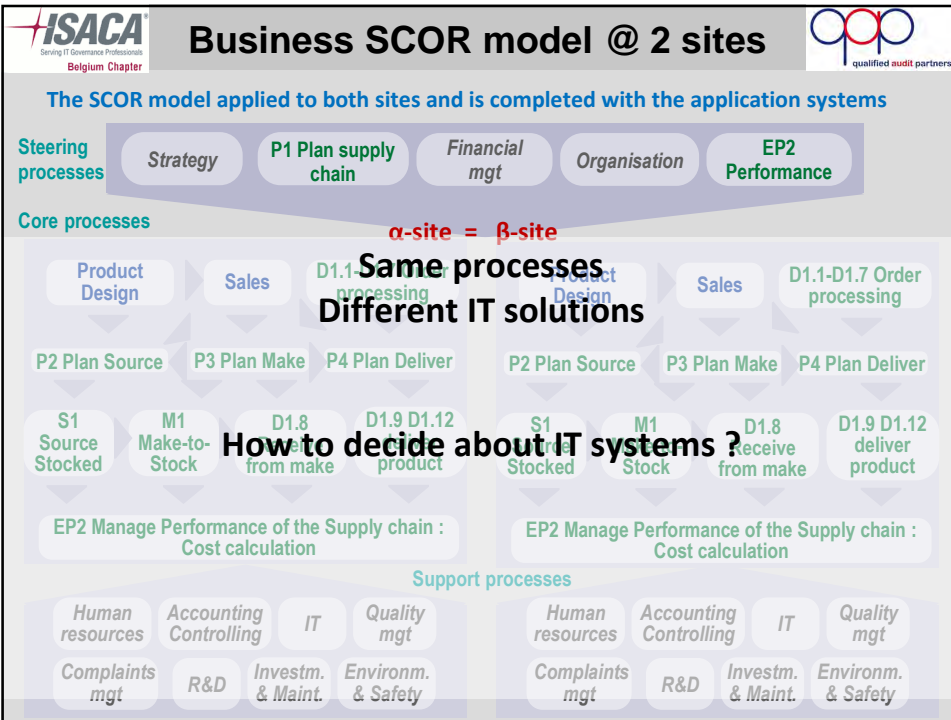 ISACA®
Serving IT Governance Professionals
Belgium Chapter
Business SCOR model @ 2 sites
qap
qualified audit partners
The SCOR model applied to both sites and is completed with the application systems
Steering
processes
Strategy
P1 Plan supply
chain
Financial
mgt
Organisation
EP2
Performance
Core processes
α-site = β-site
Same processes
Different IT solutions
Product
Design
Sales
D1.1-D1.7 Order
processing
Product
Design
Sales
D1.1-D1.7 Order
processing
P2 Plan Source
P3 Plan Make
P4 Plan Deliver
P2 Plan Source
P3 Plan Make
P4 Plan Deliver
How to decide about IT systems ?
S1
Source
Stocked
M1
Make-to-
Stock
D1.8
Receive
from make
D1.9 D1.12
deliver
product
S1
Source
Stocked
M1
Make-to-
Stock
D1.8
Receive
from make
D1.9 D1.12
deliver
product
EP2 Manage Performance of the Supply chain :
Cost calculation
EP2 Manage Performance of the Supply chain :
Cost calculation
Support processes
Human
resources
Accounting
Controlling
IT
Quality
mgt
Complaints
mgt
R&D
Investm.
& Maint.
Environm.
& Safety
Human
resources
Accounting
Controlling
IT
Quality
mgt
Complaints
mgt
R&D
Investm.
& Maint.
Environm.
& Safety